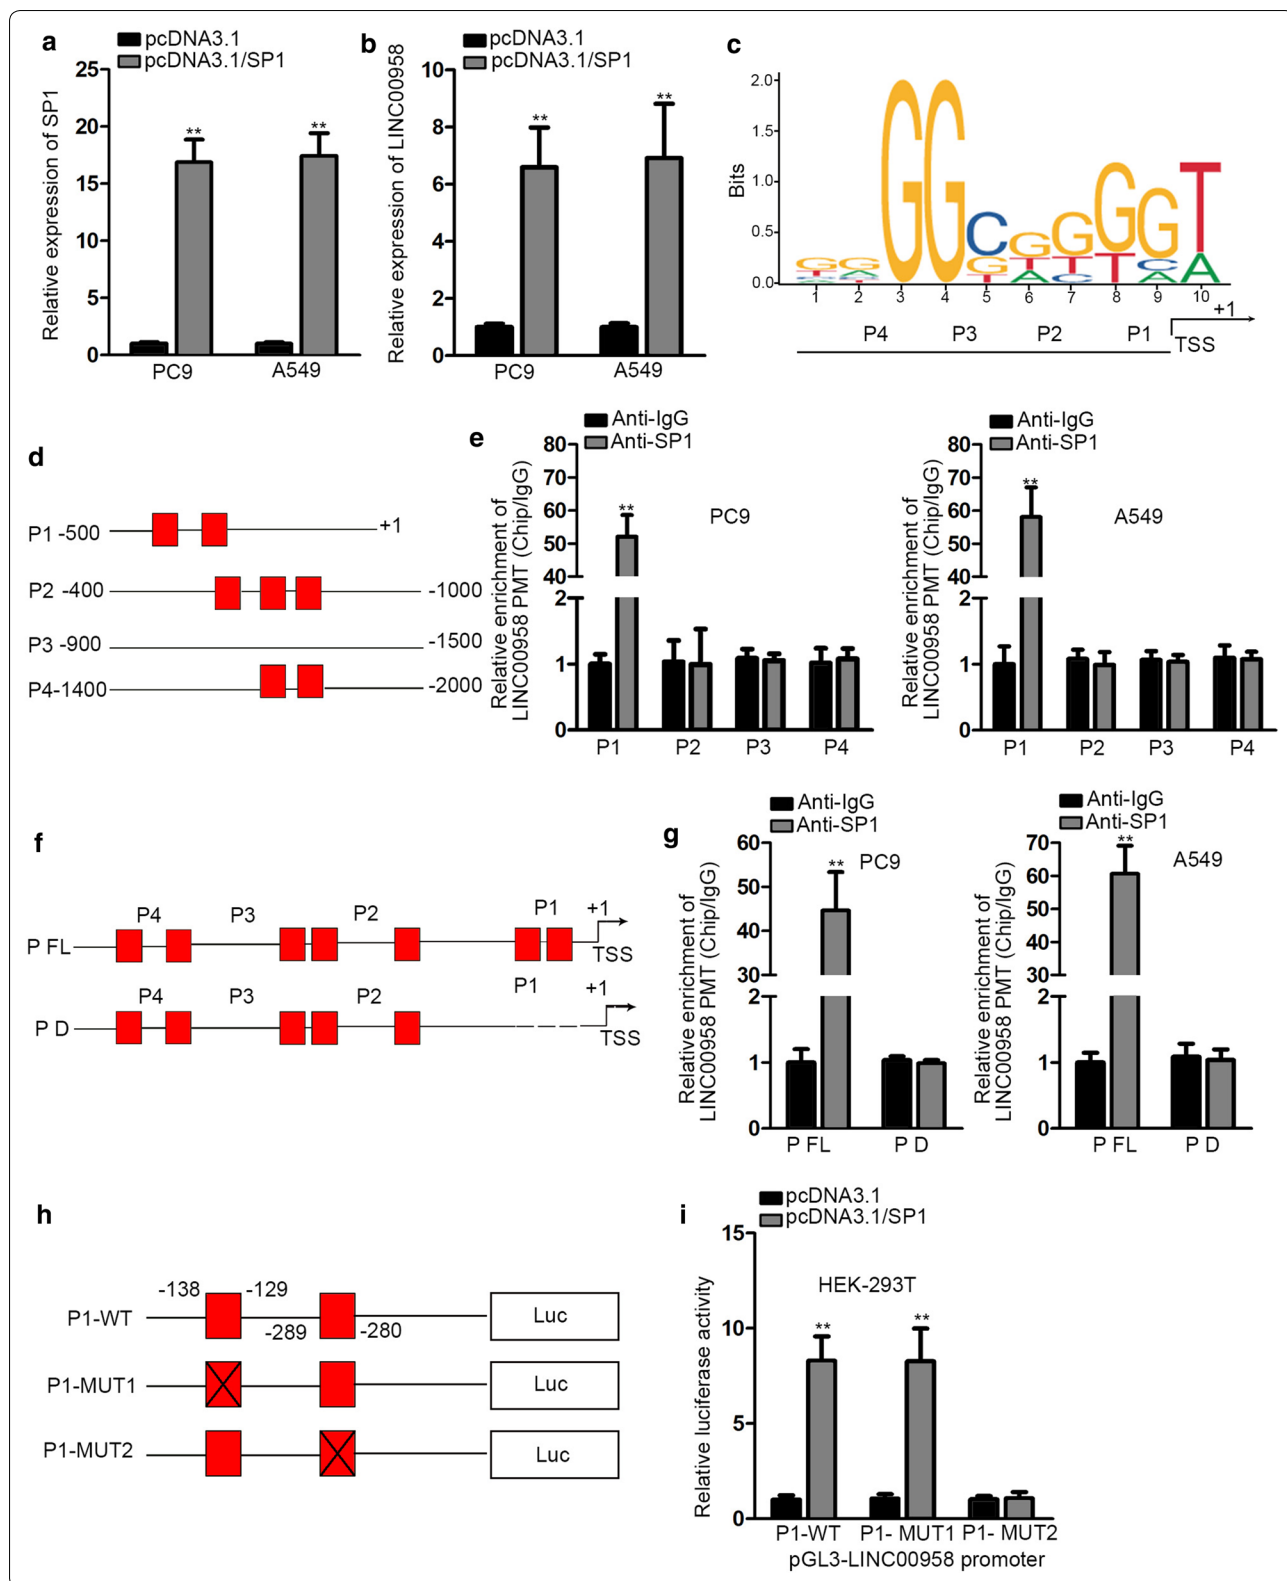 a
pcDNA3.1
pcDNA3.1/SP1
Relative expression of SP1
25
20
15
10
5
0
**
**
PC9
A549
b
pcDNA3.1
pcDNA3.1/SP1
Relative expression of LINC00958
10
8
6
4
2
0
**
**
PC9
A549
c
Bits
2.0
1.5
1.0
0.5
0.0
GGGGCGGGGT
GTTTTCA
AACAA
1 2 3 4 5 6 7 8 9 10
P4 P3 P2 P1 +1
TSS
d
P1 -500 +1
P2 -400 -1000
P3 -900 -1500
P4-1400 -2000
e
Anti-IgG
Anti-SP1
Relative enrichment of
LINC00958 PMT (Chip/IgG)
80
70
60
50
40
2
1
0
**
PC9
P1 P2 P3 P4
Anti-IgG
Anti-SP1
Relative enrichment of
LINC00958 PMT (Chip/IgG)
80
70
60
50
40
2
1
0
**
A549
P1 P2 P3 P4
f
P4 P3 P2 P1 +1
P FL TSS
P4 P3 P2 P1 +1
P D TSS
g
Anti-IgG
Anti-SP1
Relative enrichment of
LINC00958 PMT (Chip/IgG)
60
50
40
30
2
1
0
**
PC9
P FL P D
Anti-IgG
Anti-SP1
Relative enrichment of
LINC00958 PMT (Chip/IgG)
70
60
50
40
30
2
1
0
**
A549
P FL P D
h
-138 -129
P1-WT Luc
-289 -280
P1-MUT1 Luc
P1-MUT2 Luc
i
pcDNA3.1
pcDNA3.1/SP1
Relative luciferase activity
15
10
5
0
HEK-293T
**
**
P1-WT P1- MUT1 P1- MUT2
pGL3-LINC00958 promoter